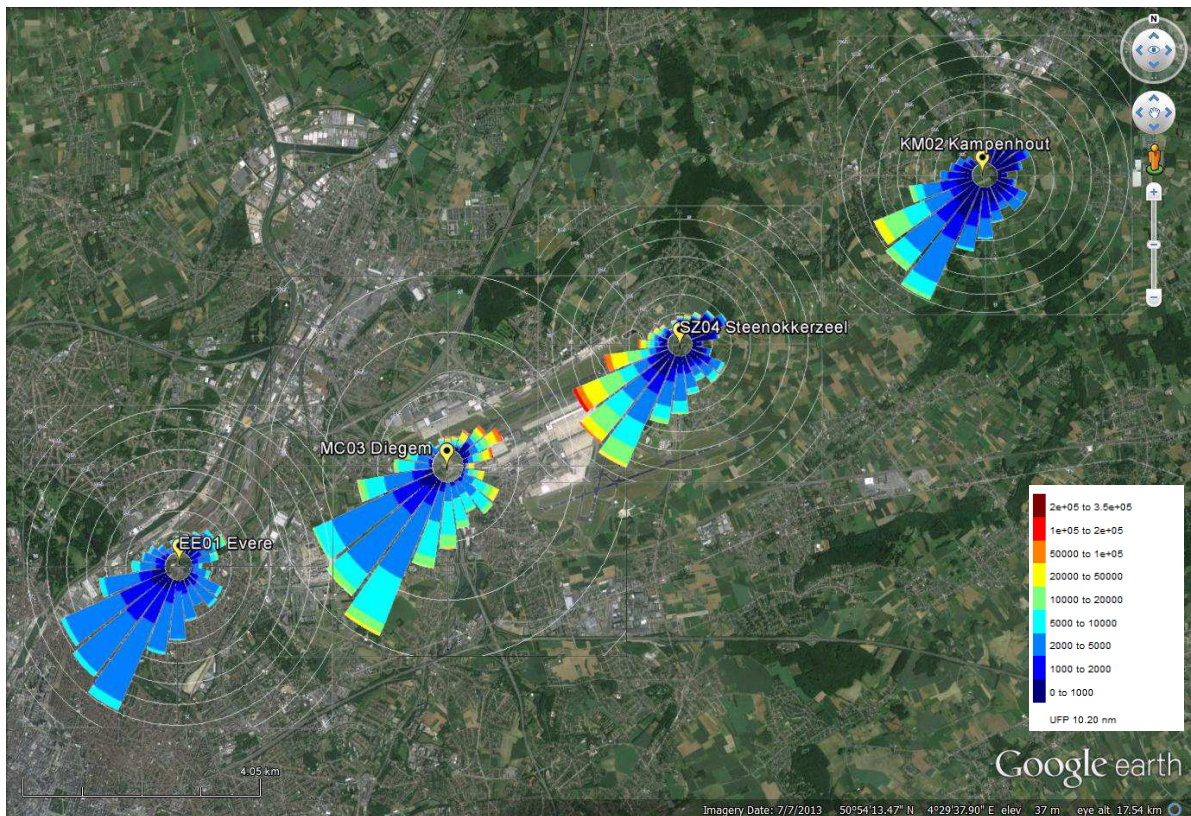 N
KM02 Kampenhout
SZ04 Steenokkerzeel
MC03 Diegem
EE01 Evere
2e+05 to 3.5e+05
1e+05 to 2e+05
50000 to 1e+05
20000 to 50000
10000 to 20000
5000 to 10000
2000 to 5000
1000 to 2000
0 to 1000
UFP 10.20 nm
4.05 km
Google earth
Imagery Date: 7/7/2013 50°54'13.47" N 4°29'37.90" E elev 37 m eye alt 17.54 km